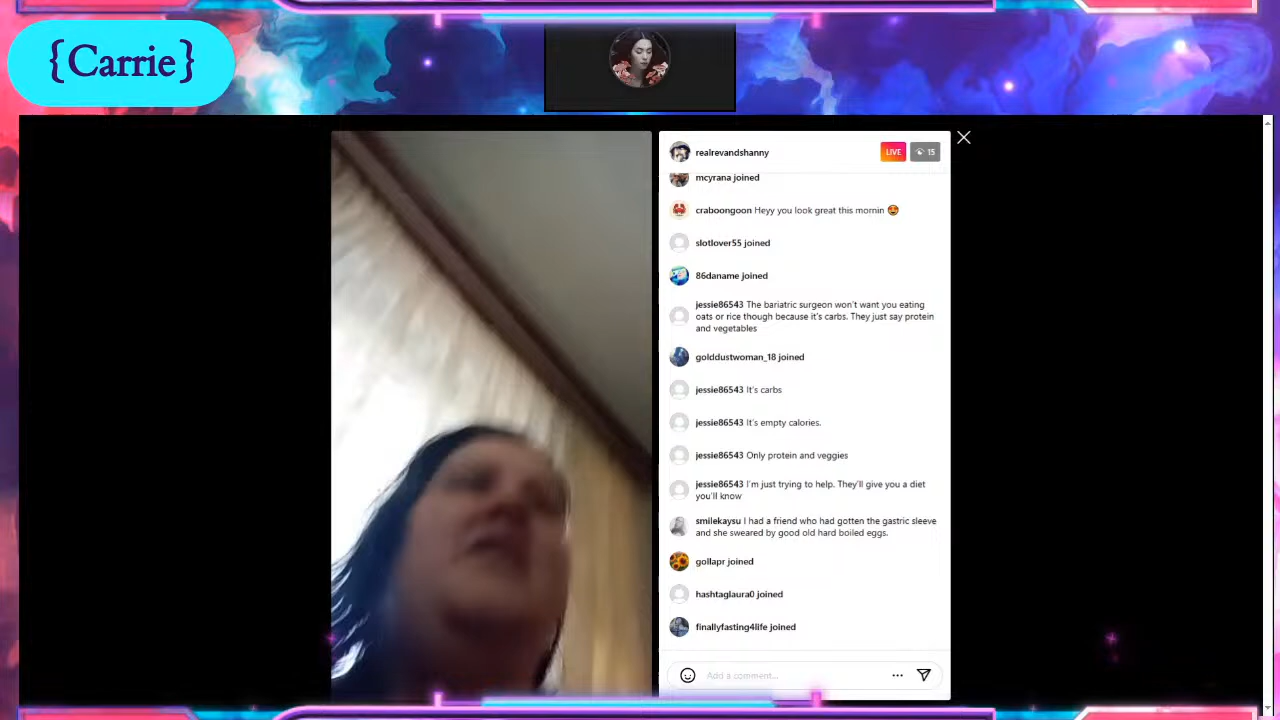 {Carrie}
realrevandshanny
LIVE
15
mcyrana joined
craboongoon Heyy you look great this mornin
slotlover55 joined
86daname joined
jessie86543 The bariatric surgeon won't want you eating
oats or rice though because it's carbs. They just say protein
and vegetables
golddustwoman_18 joined
jessie86543 It's carbs
jessie86543 It's empty calories.
jessie86543 Only protein and veggies
jessie86543 I'm just trying to help. They'll give you a diet
you'll know
smilekaysu I had a friend who had gotten the gastric sleeve
and she sweared by good old hard boiled eggs.
gollapr joined
hashtaglaura0 joined
finallyfasting4life joined
Add a comment...